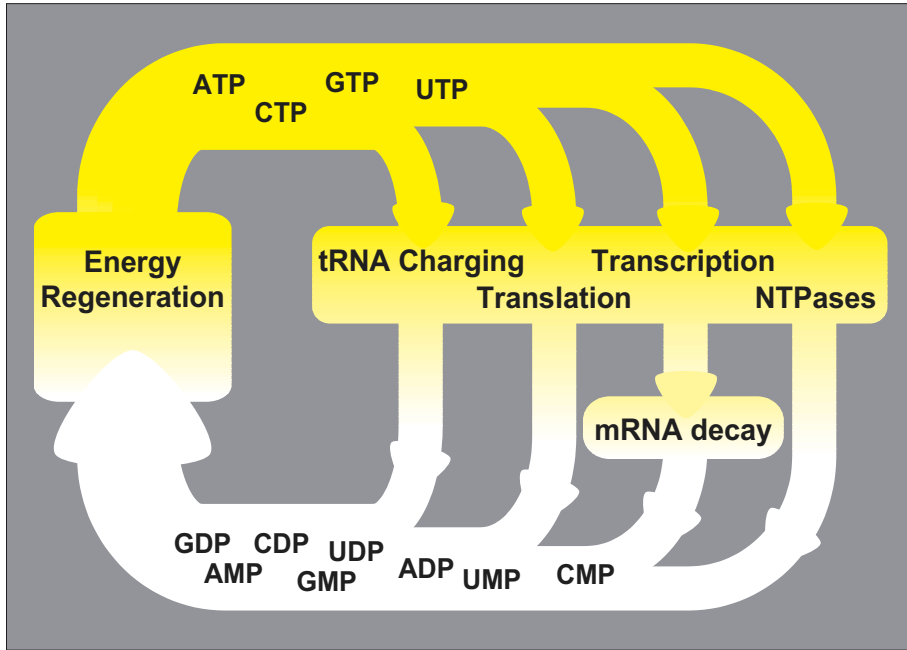 ATP
GTP
UTP
CTP
Energy
Regeneration
tRNA Charging
Transcription
Translation
NTPases
mRNA decay
GDP
CDP
UDP
ADP
AMP
GMP
UMP
CMP